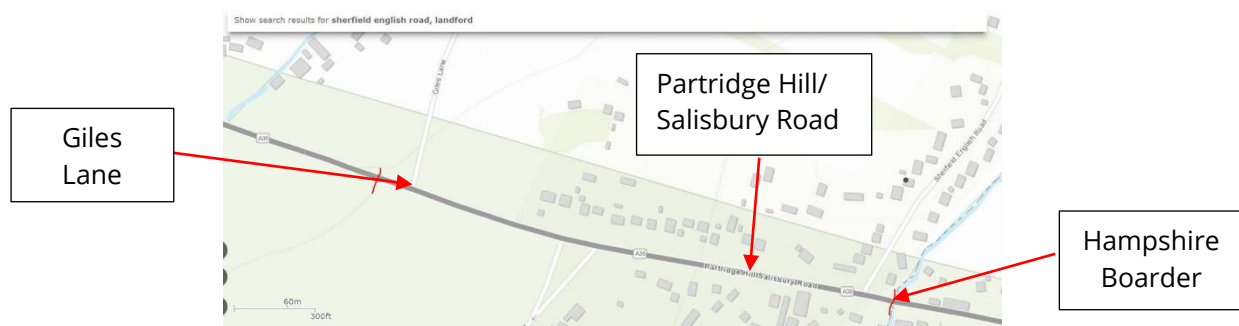 Show search results for sherfield english road, landford
Giles Lane
Partridge Hill/
Salisbury Road
Giles
Lane
A36
Sherfield English Road
A36
Partridge Hill/Salisbury Road
A36
Hampshire
Boarder
60m
300ft